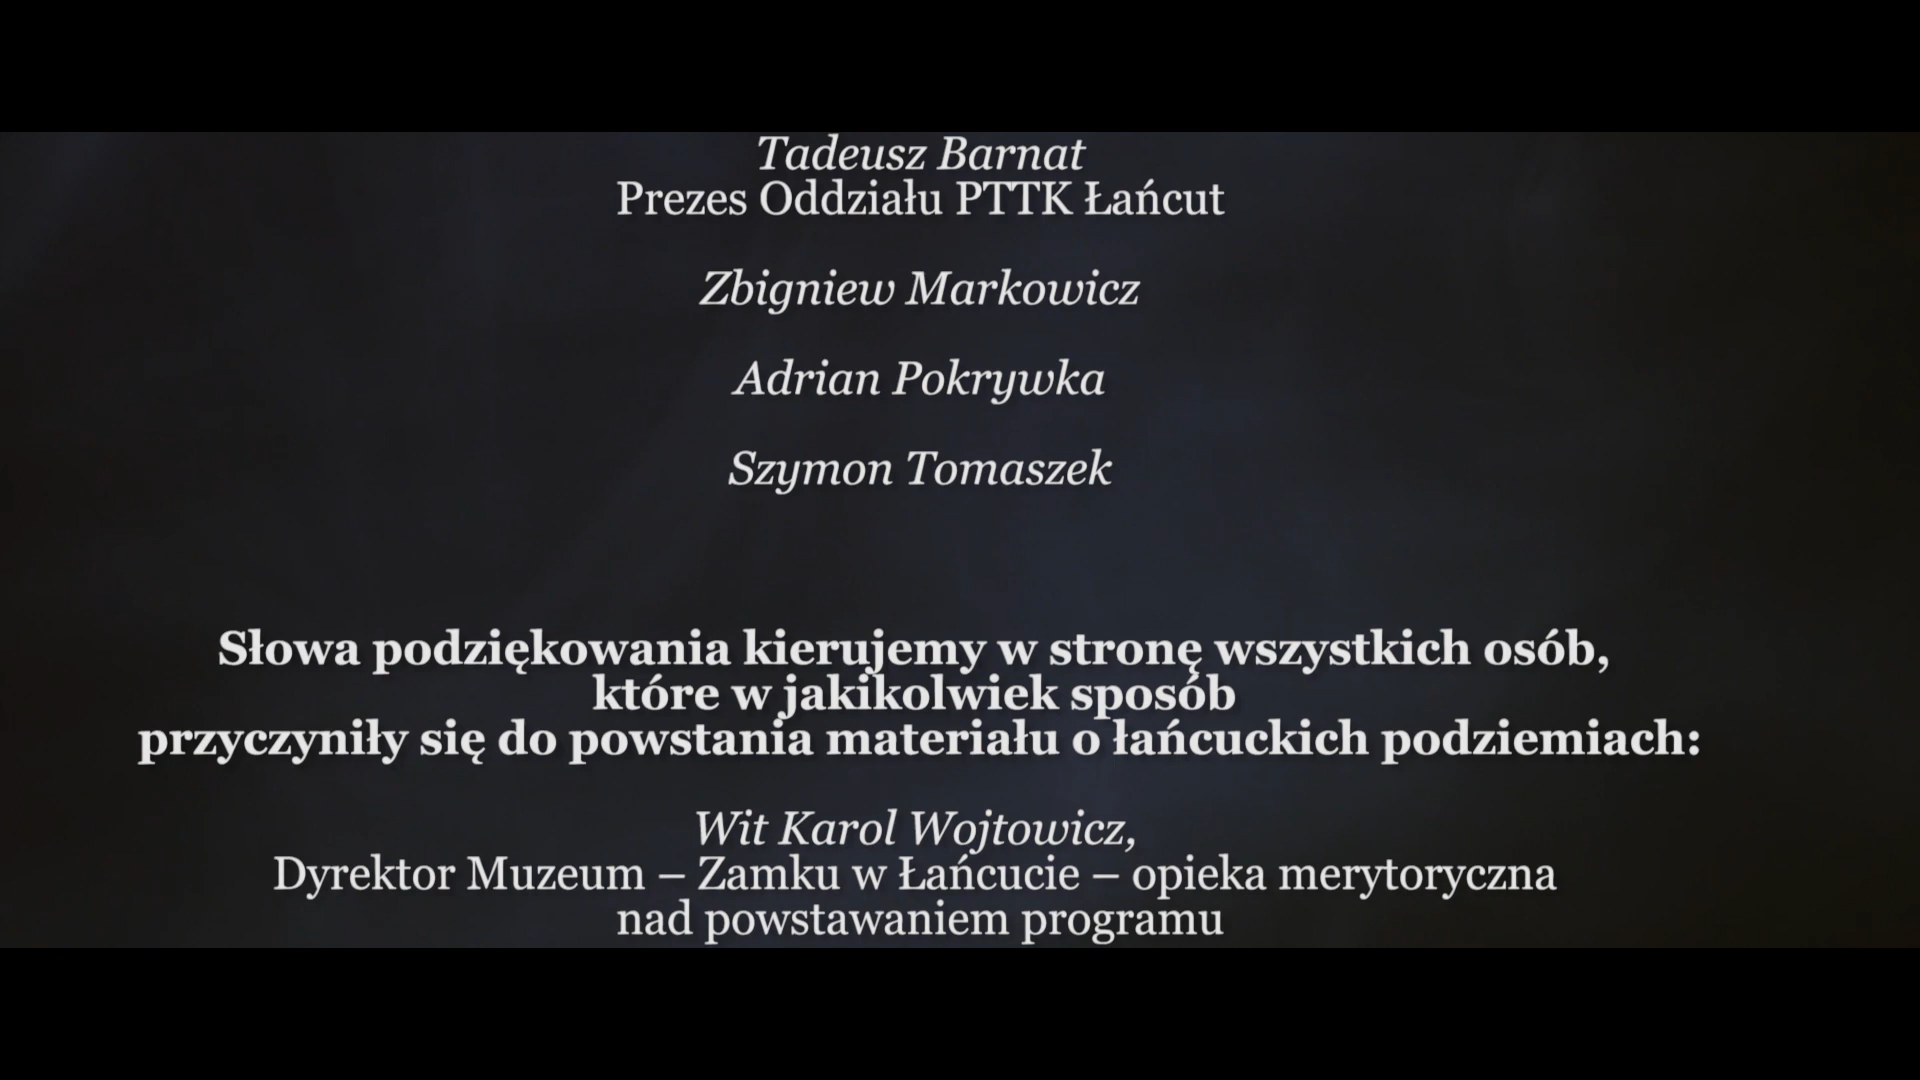 Tadeusz Barnat
Prezes Oddziału PTTK Łańcut
Zbigniew Markowicz
Adrian Pokrywka
Szymon Tomaszek
Słowa podziękowania kierujemy w stronę wszystkich osób,
które w jakikolwiek sposób
przyczyniły się do powstania materiału o łańcuckich podziemiach:
Wit Karol Wojtowicz,
Dyrektor Muzeum – Zamku w Łańcucie – opieka merytoryczna
nad powstawaniem programu